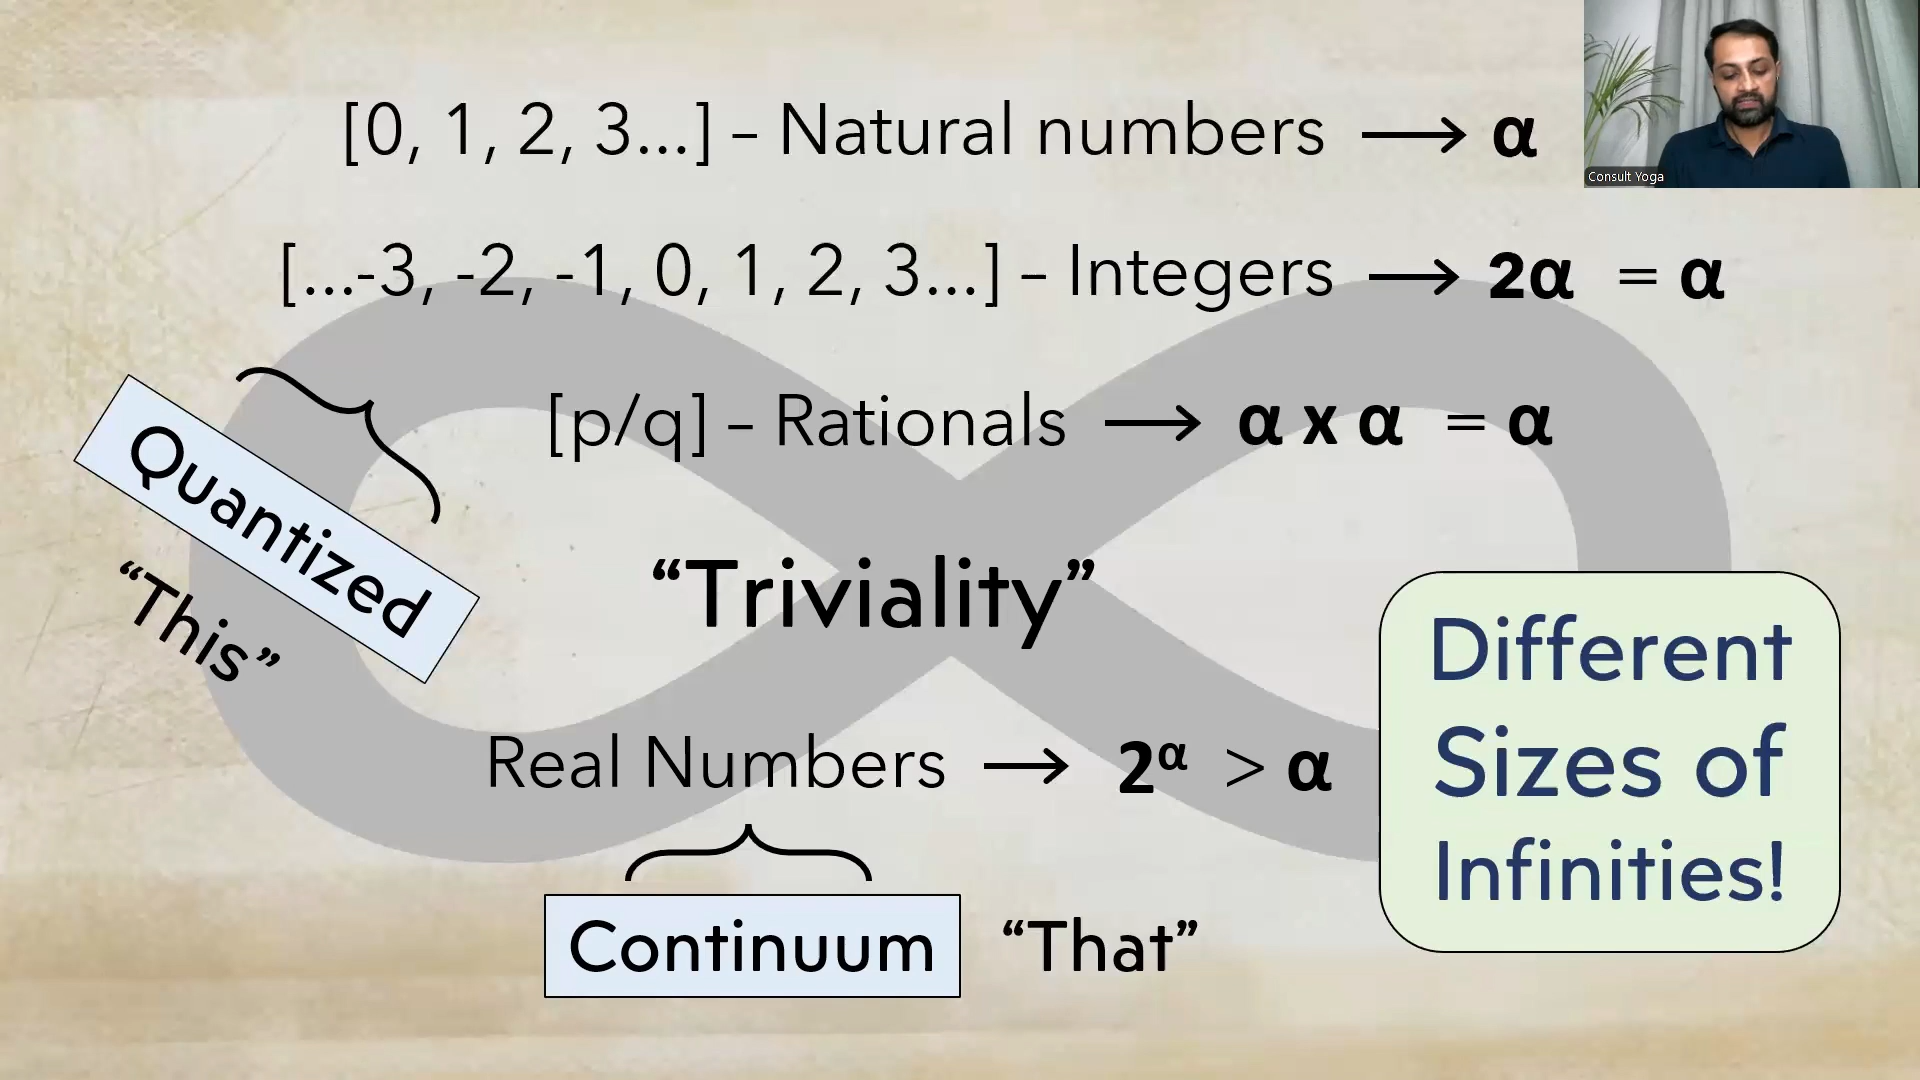 [0, 1, 2, 3...] – Natural numbers ⟶ α
Consult Yoga
[...-3, -2, -1, 0, 1, 2, 3...] – Integers ⟶ 2α = α
[p/q] – Rationals ⟶ α x α = α
Quantized
“This”
“Triviality”
Different
Sizes of
Infinities!
Real Numbers ⟶ 2^α > α
Continuum “That”